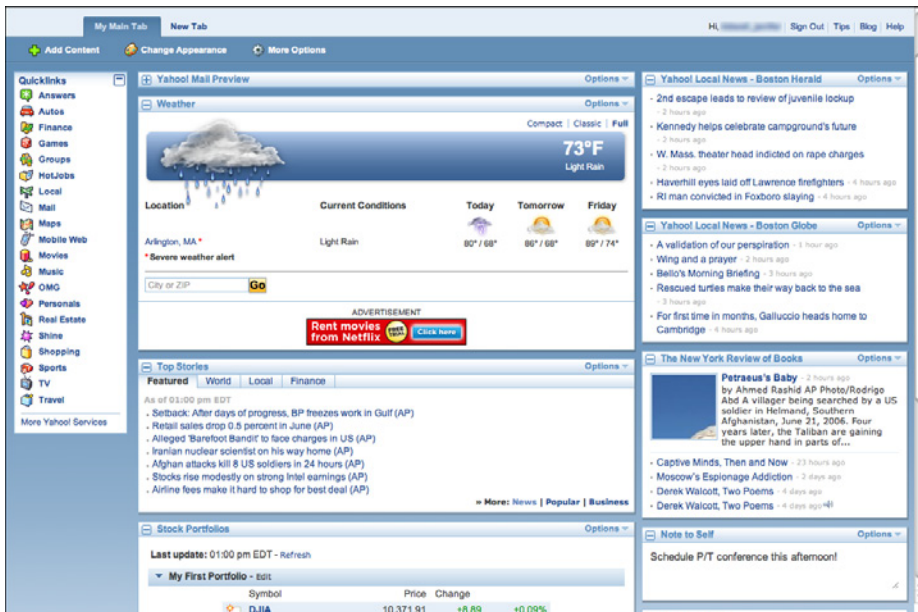 My Main Tab New Tab
Hi, Sign Out | Tips | Blog | Help
Add Content Change Appearance More Options
Quicklinks
Answers
Autos
Finance
Games
Groups
HotJobs
Local
Mail
Maps
Mobile Web
Movies
Music
OMG
Personals
Real Estate
Shine
Shopping
Sports
TV
Travel
More Yahoo! Services
Yahoo! Mail Preview Options
Weather Options
Compact | Classic | Full
73°F
Light Rain
Location Current Conditions Today Tomorrow Friday
Arlington, MA * Light Rain 80° / 68° 86° / 68° 89° / 74°
* Severe weather alert
City or ZIP Go
ADVERTISEMENT
Rent movies
from Netflix
FREE
TRIAL
Click here
Top Stories Options
Featured World Local Finance
As of 01:00 pm EDT
Setback: After days of progress, BP freezes work in Gulf (AP)
Retail sales drop 0.5 percent in June (AP)
Alleged 'Barefoot Bandit' to face charges in US (AP)
Iranian nuclear scientist on his way home (AP)
Afghan attacks kill 8 US soldiers in 24 hours (AP)
Stocks rise modestly on strong Intel earnings (AP)
Airline fees make it hard to shop for best deal (AP)
» More: News | Popular | Business
Stock Portfolios Options
Last update: 01:00 pm EDT - Refresh
My First Portfolio - Edit
Symbol Price Change
DJIA 10,371.91 +8.89 +0.09%
Yahoo! Local News - Boston Herald Options
2nd escape leads to review of juvenile lockup
- 2 hours ago
Kennedy helps celebrate campground's future
- 3 hours ago
W. Mass. theater head indicted on rape charges
- 2 hours ago
Haverhill eyes laid off Lawrence firefighters - 4 hours ago
RI man convicted in Foxboro slaying - 4 hours ago
Yahoo! Local News - Boston Globe Options
A validation of our perspiration - 1 hour ago
Wing and a prayer - 2 hours ago
Bello's Morning Briefing - 3 hours ago
Rescued turtles make their way back to the sea
- 3 hours ago
For first time in months, Galluccio heads home to
Cambridge - 4 hours ago
The New York Review of Books Options
Petraeus's Baby - 2 hours ago
by Ahmed Rashid AP Photo/Rodrigo
Abd A villager being searched by a US
soldier in Helmand, Southern
Afghanistan, June 21, 2006. Four
years later, the Taliban are gaining
the upper hand in parts of...
Captive Minds, Then and Now - 23 hours ago
Moscow's Espionage Addiction - 2 days ago
Derek Walcott, Two Poems - 4 days ago
Derek Walcott, Two Poems - 4 days ago
Note to Self Options
Schedule P/T conference this afternoon!